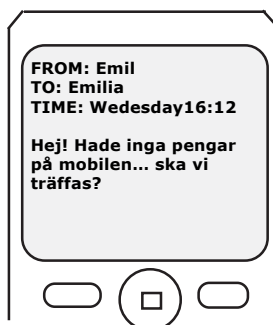 FROM: Emil
TO: Emilia
TIME: Wedesday16:12
Hej! Hade inga pengar
på mobilen... ska vi
träffas?